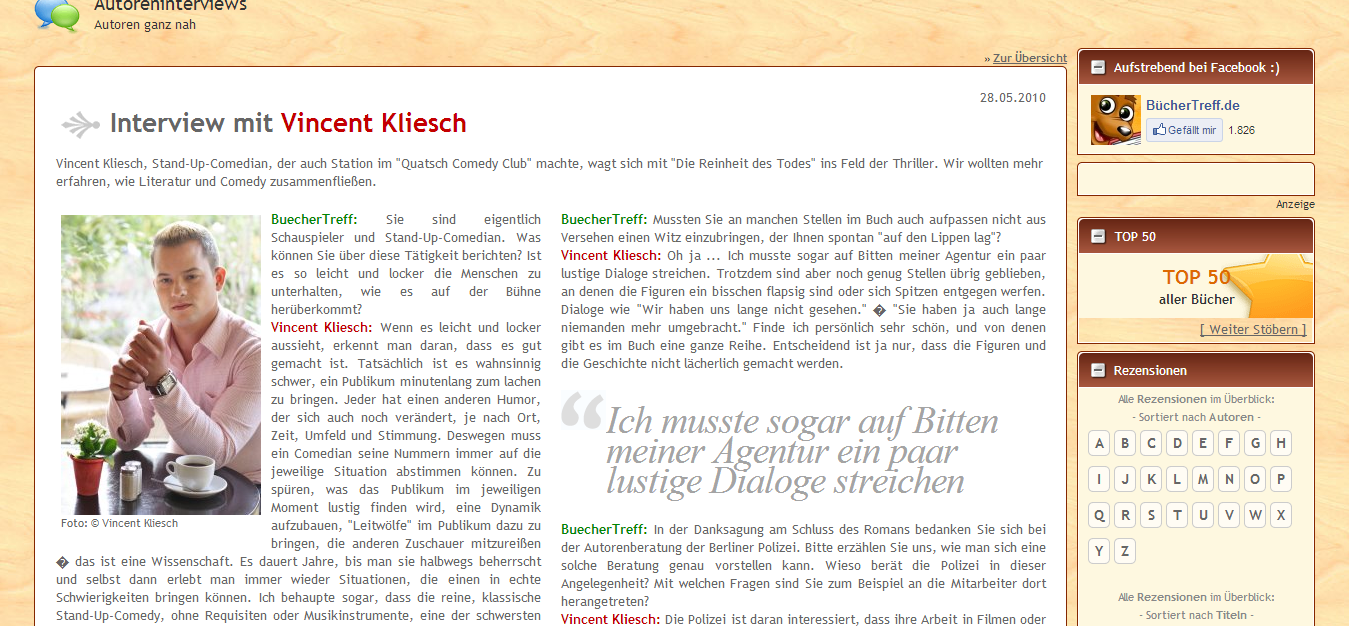 Autoreninterviews
Autoren ganz nah
» Zur Übersicht
28.05.2010
Interview mit Vincent Kliesch
Vincent Kliesch, Stand-Up-Comedian, der auch Station im "Quatsch Comedy Club" machte, wagt sich mit "Die Reinheit des Todes" ins Feld der Thriller. Wir wollten mehr
erfahren, wie Literatur und Comedy zusammenfließen.
BuecherTreff: Sie sind eigentlich
Schauspieler und Stand-Up-Comedian. Was
können Sie über diese Tätigkeit berichten? Ist
es so leicht und locker die Menschen zu
unterhalten, wie es auf der Bühne
herüberkommt?
Vincent Kliesch: Wenn es leicht und locker
aussieht, erkennt man daran, dass es gut
gemacht ist. Tatsächlich ist es wahnsinnig
schwer, ein Publikum minutenlang zum lachen
zu bringen. Jeder hat einen anderen Humor,
der sich auch noch verändert, je nach Ort,
Zeit, Umfeld und Stimmung. Deswegen muss
ein Comedian seine Nummern immer auf die
jeweilige Situation abstimmen können. Zu
spüren, was das Publikum im jeweiligen
Moment lustig finden wird, eine Dynamik
aufzubauen, "Leitwölfe" im Publikum dazu zu
bringen, die anderen Zuschauer mitzureißen
� das ist eine Wissenschaft. Es dauert Jahre, bis man sie halbwegs beherrscht
und selbst dann erlebt man immer wieder Situationen, die einen in echte
Schwierigkeiten bringen können. Ich behaupte sogar, dass die reine, klassische
Stand-Up-Comedy, ohne Requisiten oder Musikinstrumente, eine der schwersten
Foto: © Vincent Kliesch
BuecherTreff: Mussten Sie an manchen Stellen im Buch auch aufpassen nicht aus
Versehen einen Witz einzubringen, der Ihnen spontan "auf den Lippen lag"?
Vincent Kliesch: Oh ja ... Ich musste sogar auf Bitten meiner Agentur ein paar
lustige Dialoge streichen. Trotzdem sind aber noch genug Stellen übrig geblieben,
an denen die Figuren ein bisschen flapsig sind oder sich Spitzen entgegen werfen.
Dialoge wie "Wir haben uns lange nicht gesehen." � "Sie haben ja auch lange
niemanden mehr umgebracht." Finde ich persönlich sehr schön, und von denen
gibt es im Buch eine ganze Reihe. Entscheidend ist ja nur, dass die Figuren und
die Geschichte nicht lächerlich gemacht werden.
“Ich musste sogar auf Bitten
meiner Agentur ein paar
lustige Dialoge streichen
BuecherTreff: In der Danksagung am Schluss des Romans bedanken Sie sich bei
der Autorenberatung der Berliner Polizei. Bitte erzählen Sie uns, wie man sich eine
solche Beratung genau vorstellen kann. Wieso berät die Polizei in dieser
Angelegenheit? Mit welchen Fragen sind Sie zum Beispiel an die Mitarbeiter dort
herangetreten?
Vincent Kliesch: Die Polizei ist daran interessiert, dass ihre Arbeit in Filmen oder
Aufstrebend bei Facebook :)
BücherTreff.de
Gefällt mir 1.826
Anzeige
TOP 50
TOP 50
aller Bücher
[ Weiter Stöbern ]
Rezensionen
Alle Rezensionen im Überblick:
- Sortiert nach Autoren -
A B C D E F G H
I J K L M N O P
Q R S T U V W X
Y Z
Alle Rezensionen im Überblick:
- Sortiert nach Titeln -